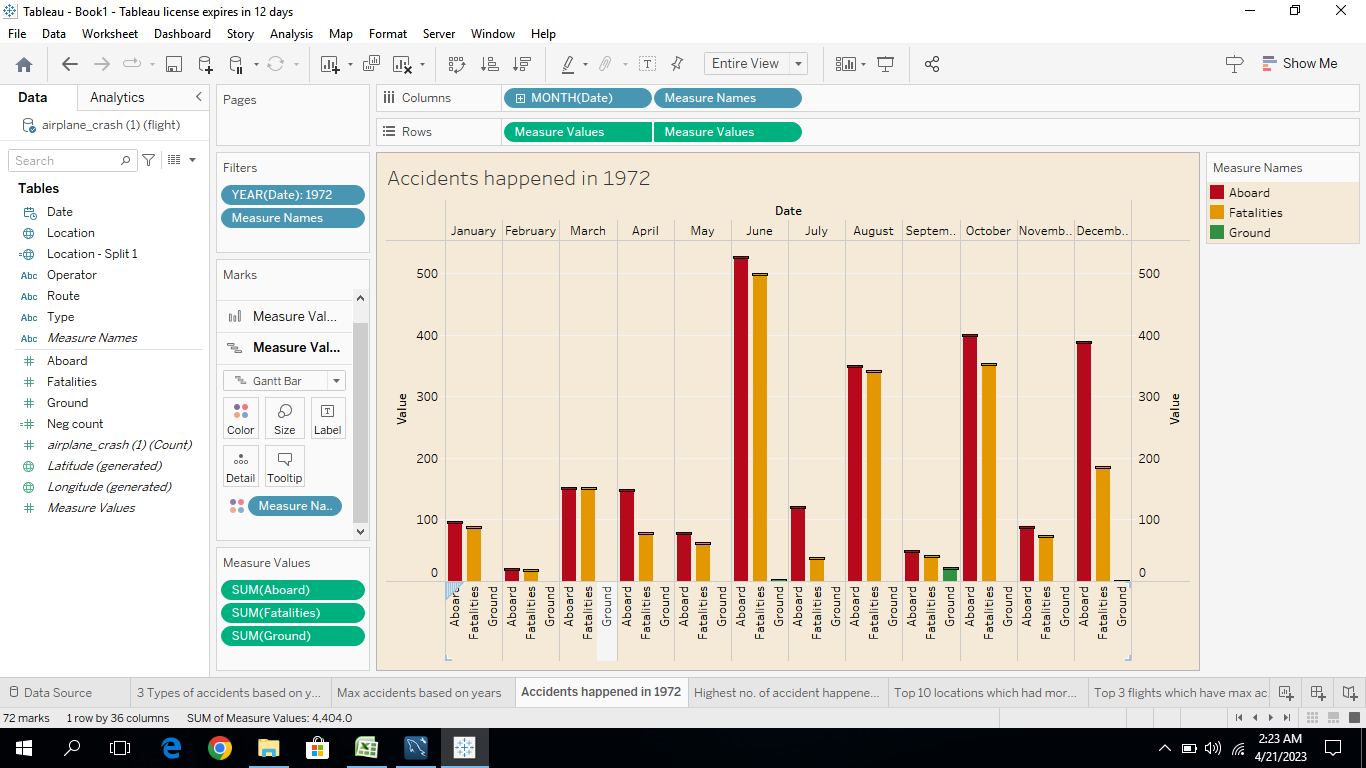 Tableau - Book1 - Tableau license expires in 12 days
File Data Worksheet Dashboard Story Analysis Map Format Server Window Help
Entire View
Show Me
Data Analytics
airplane_crash (1) (flight)
Search
Tables
Date
Location
Location - Split 1
Abc Operator
Abc Route
Abc Type
Abc Measure Names
Aboard
Fatalities
Ground
Neg count
airplane_crash (1) (Count)
Latitude (generated)
Longitude (generated)
Measure Values
Pages
Filters
YEAR(Date): 1972
Measure Names
Marks
Measure Val...
Measure Val...
Gantt Bar
Color Size Label
Detail Tooltip
Measure Na..
Measure Values
SUM(Aboard)
SUM(Fatalities)
SUM(Ground)
Columns MONTH(Date) Measure Names
Rows Measure Values Measure Values
Accidents happened in 1972
Date
January February March April May June July August Septem.. October Novemb.. Decemb..
500 500
400 400
300 300
200 200
100 100
0 0
Value
Value
Aboard Fatalities Ground Aboard Fatalities Ground Aboard Fatalities Ground Aboard Fatalities Ground Aboard Fatalities Ground Aboard Fatalities Ground Aboard Fatalities Ground Aboard Fatalities Ground Aboard Fatalities Ground Aboard Fatalities Ground Aboard Fatalities Ground Aboard Fatalities Ground
Measure Names
Aboard
Fatalities
Ground
Data Source 3 Types of accidents based on y... Max accidents based on years Accidents happened in 1972 Highest no. of accident happene... Top 10 locations which had mor... Top 3 flights which have max ac.
72 marks 1 row by 36 columns SUM of Measure Values: 4,404.0
2:23 AM
4/21/2023